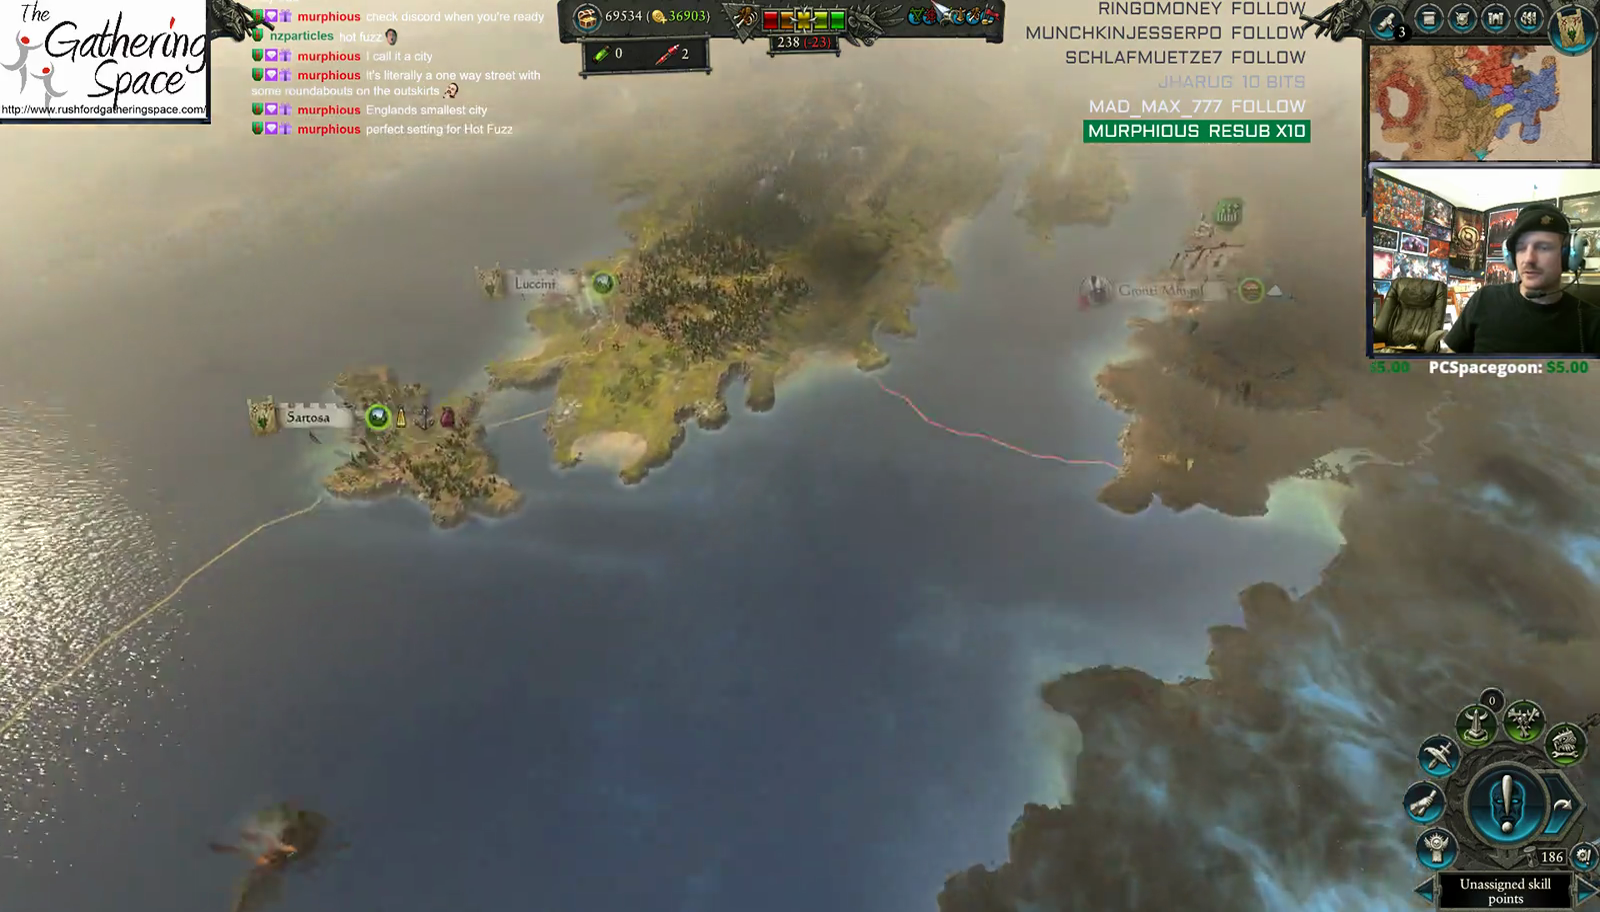 The
Gathering
Space
http://www.rushfordgatheringspace.com/
murphious check discord when you're ready
nzparticles hot fuzz
murphious I call it a city
murphious It's literally a one way street with
some roundabouts on the outskirts
murphious Englands smallest city
murphious perfect setting for Hot Fuzz
69534 (36903)
238 (-23)
0
2
RINGOMONEY FOLLOW
MUNCHKINJESSERPO FOLLOW
SCHLAFMUETZE7 FOLLOW
JHARUG 10 BITS
MAD_MAX_777 FOLLOW
MURPHIOUS RESUB X10
3
$5.00 PCSpacegoon: $5.00
Luccini
Sartosa
0
186
Unassigned skill
points